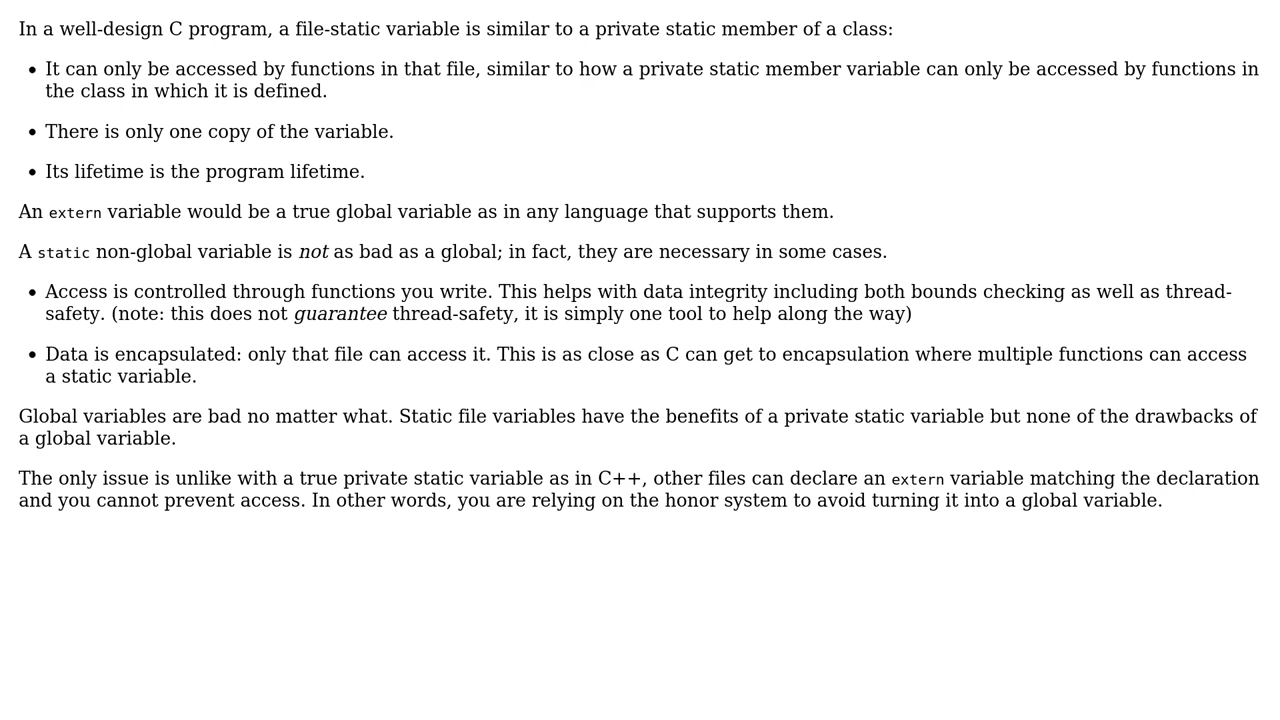 In a well-design C program, a file-static variable is similar to a private static member of a class:
It can only be accessed by functions in that file, similar to how a private static member variable can only be accessed by functions in
the class in which it is defined.
There is only one copy of the variable.
Its lifetime is the program lifetime.
An extern variable would be a true global variable as in any language that supports them.
A static non-global variable is not as bad as a global; in fact, they are necessary in some cases.
Access is controlled through functions you write. This helps with data integrity including both bounds checking as well as thread-
safety. (note: this does not guarantee thread-safety, it is simply one tool to help along the way)
Data is encapsulated: only that file can access it. This is as close as C can get to encapsulation where multiple functions can access
a static variable.
Global variables are bad no matter what. Static file variables have the benefits of a private static variable but none of the drawbacks of
a global variable.
The only issue is unlike with a true private static variable as in C++, other files can declare an extern variable matching the declaration
and you cannot prevent access. In other words, you are relying on the honor system to avoid turning it into a global variable.